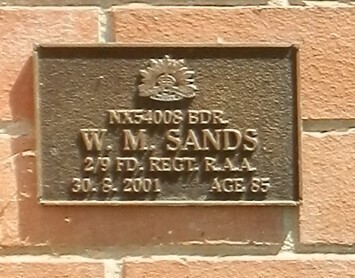 NX54008 BDR.
W. M. SANDS
2/9 FD. REGT. R.A.A.
30. 8. 2001 AGE 85